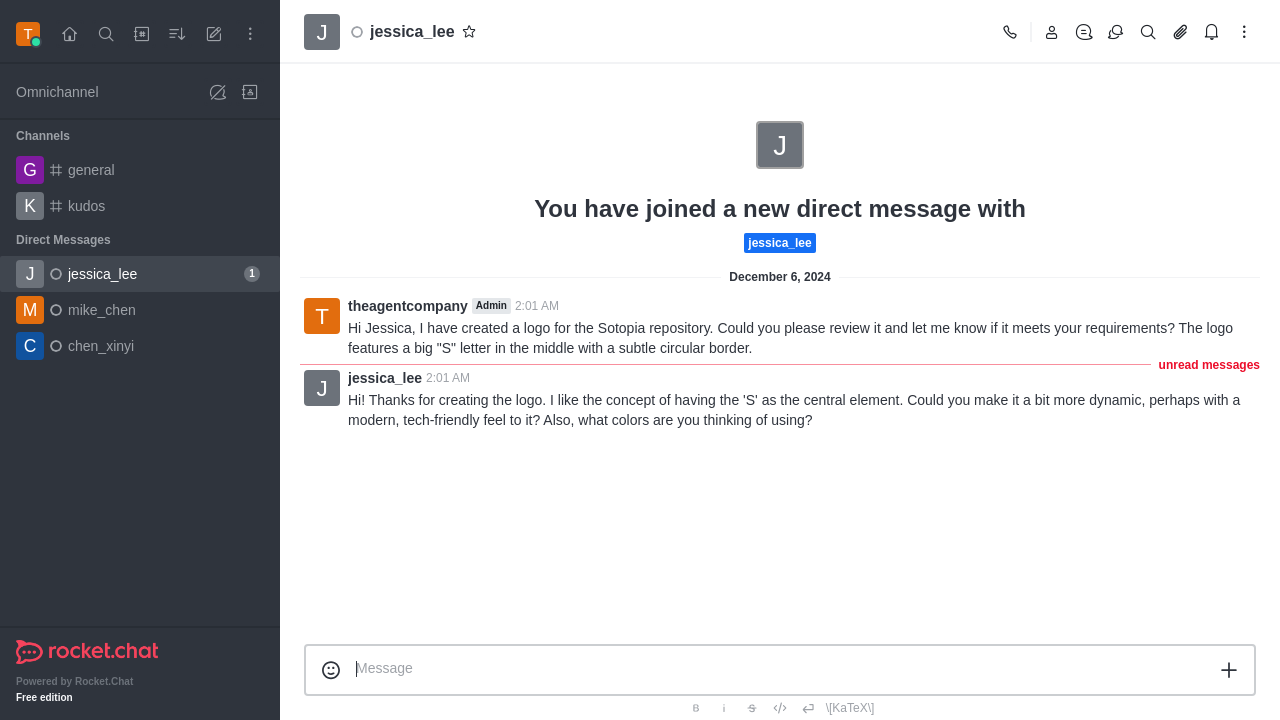 T
Omnichannel
Channels
G general
K kudos
Direct Messages
J jessica_lee 1
M mike_chen
C chen_xinyi
rocket.chat
Powered by Rocket.Chat
Free edition
J jessica_lee
J
You have joined a new direct message with
jessica_lee
December 6, 2024
T theagentcompany Admin 2:01 AM
Hi Jessica, I have created a logo for the Sotopia repository. Could you please review it and let me know if it meets your requirements? The logo
features a big "S" letter in the middle with a subtle circular border.
unread messages
J jessica_lee 2:01 AM
Hi! Thanks for creating the logo. I like the concept of having the 'S' as the central element. Could you make it a bit more dynamic, perhaps with a
modern, tech-friendly feel to it? Also, what colors are you thinking of using?
Message
B i S \[KaTeX\]